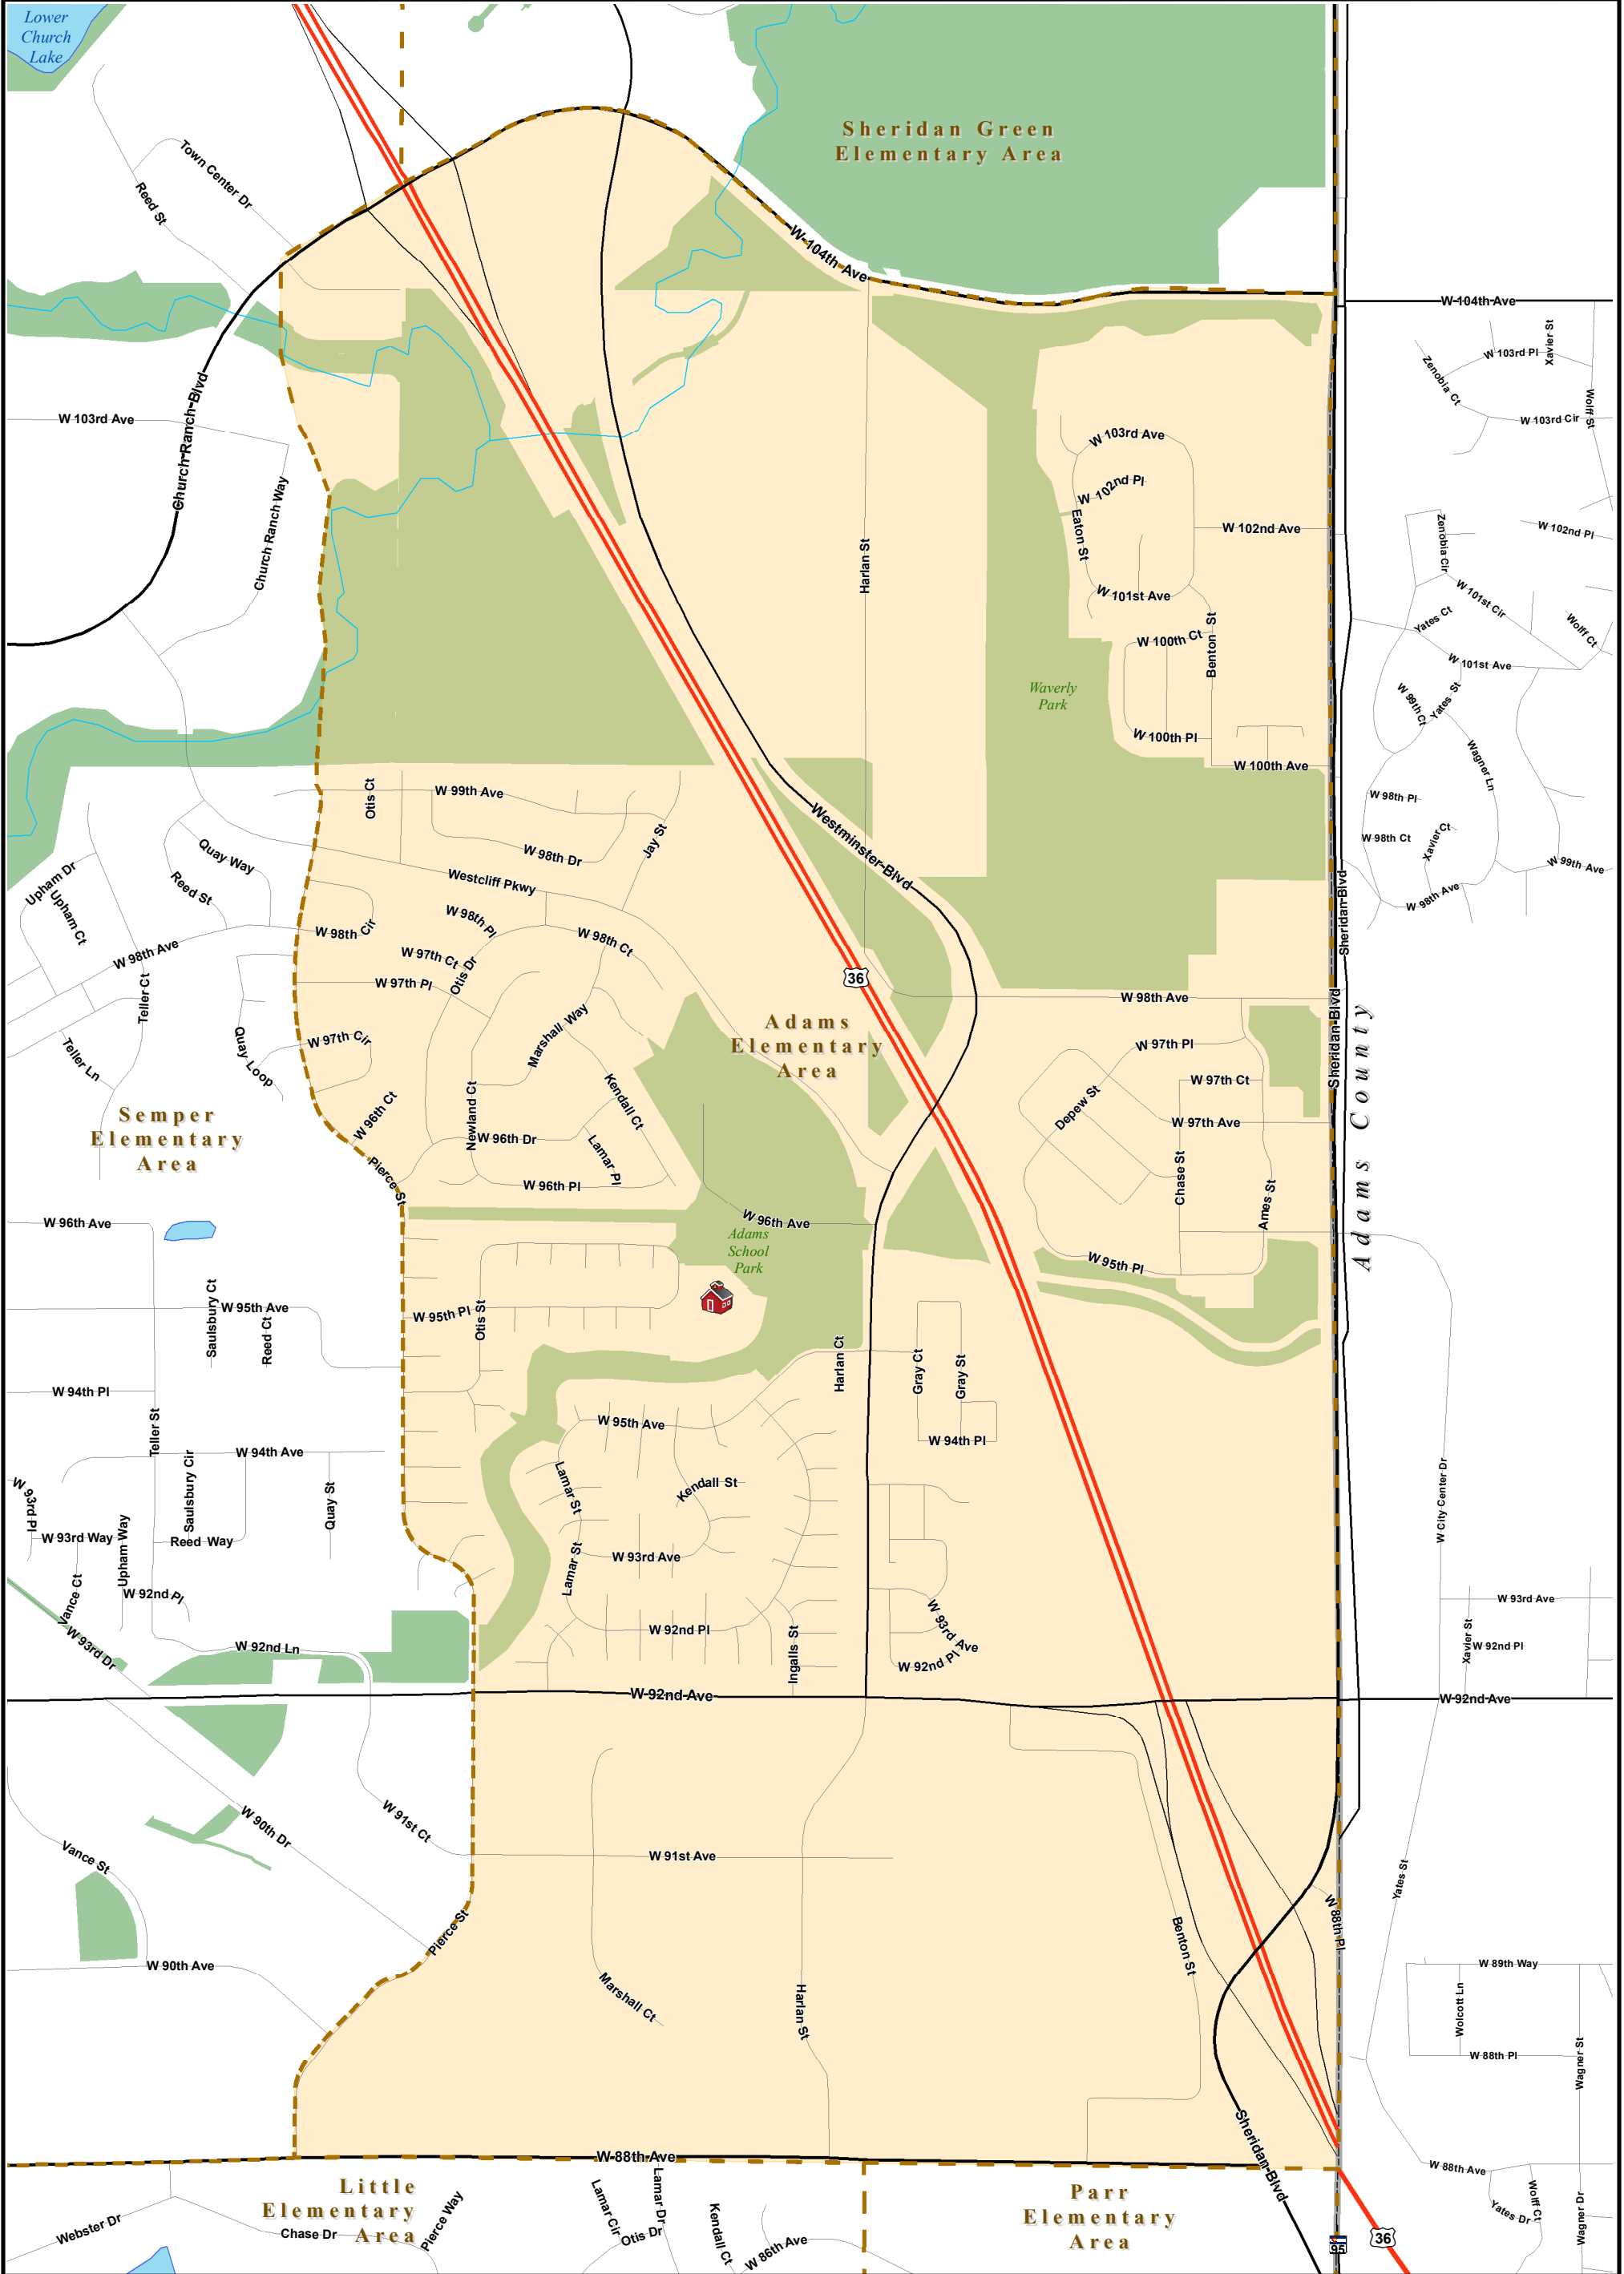 Lower
Church
Lake
Sheridan Green
Elementary Area
Town Center Dr
Reed St
W 104th Ave
W 104th Ave
W 103rd Pl
Xavier St
Zenobia Ct
Wolff St
W 103rd Cir
W 103rd Ave
Church Ranch Blvd
Church Ranch Way
W 103rd Ave
W 102nd Pl
Eaton St
W 102nd Ave
Zenobia Cir
W 102nd Pl
Harlan St
W 101st Ave
W 101st Cir
Yates Ct
Wolff Ct
W 100th Ct
Benton St
W 101st Ave
Waverly
Park
W 99th Ct
Yates St
W 100th Pl
W 100th Ave
Wagner Ln
Otis Ct
W 99th Ave
W 98th Pl
Westminster Blvd
W 98th Ct
Xavier Ct
Jay St
W 98th Dr
Quay Way
Westcliff Pkwy
W 99th Ave
Upham Dr
Upham Ct
Reed St
W 98th Ave
Sheridan Blvd
W 98th Pl
W 98th Cir
W 98th Ct
W 98th Ave
W 97th Ct
Otis Dr
W 97th Pl
36
Teller Ct
W 98th Ave
Sheridan Blvd
Adams
Elementary
Area
Marshall Way
W 97th Cir
Quay Loop
Teller Ln
W 97th Pl
W 97th Ct
Depew St
W 97th Ave
Adams County
Semper
Elementary
Area
W 96th Ct
Newland Ct
Kendall Ct
W 96th Dr
Lamar Pl
Pierce St
W 96th Pl
Chase St
Ames St
W 96th Ave
W 96th Ave
Adams
School
Park
W 95th Pl
Saulsbury Ct
W 95th Ave
Reed Ct
W 95th Pl
Otis St
Harlan Ct
Gray Ct
Gray St
W 94th Pl
Teller St
W 95th Ave
W 94th Pl
W 94th Ave
Saulsbury Cir
Quay St
Lamar St
Kendall St
W City Center Dr
W 93rd Pl
W 93rd Way
Upham Way
Reed Way
Lamar St
W 93rd Ave
Vance Ct
W 92nd Pl
W 93rd Ave
W 93rd Ave
W 93rd Dr
W 92nd Ln
W 92nd Pl
Ingalls St
W 92nd Pl
Xavier St
W 92nd Pl
W 92nd Ave
W 92nd Ave
W 90th Dr
W 91st Ct
W 91st Ave
Vance St
Yates St
W 88th Pl
Pierce St
Benton St
W 90th Ave
W 89th Way
Wolcott Ln
Marshall Ct
Harlan St
W 88th Pl
Wagner St
Sheridan Blvd
W 88th Ave
W 88th Ave
Little
Elementary
Area
Parr
Elementary
Area
Webster Dr
Chase Dr
Pierce Way
Lamar Cir
Lamar Dr
Otis Dr
Kendall Ct
W 86th Ave
Wolff Ct
Yates Dr
Wagner Dr
95
36